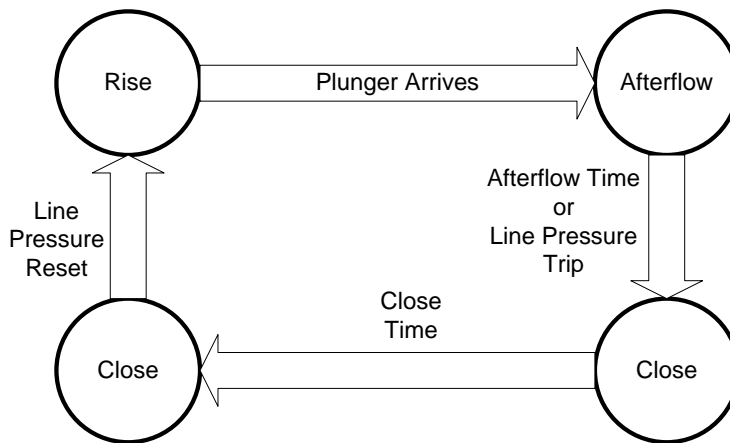 Rise
Plunger Arrives
Afterflow
Line
Pressure
Reset
Afterflow Time
or
Line Pressure
Trip
Close
Time
Close
Close